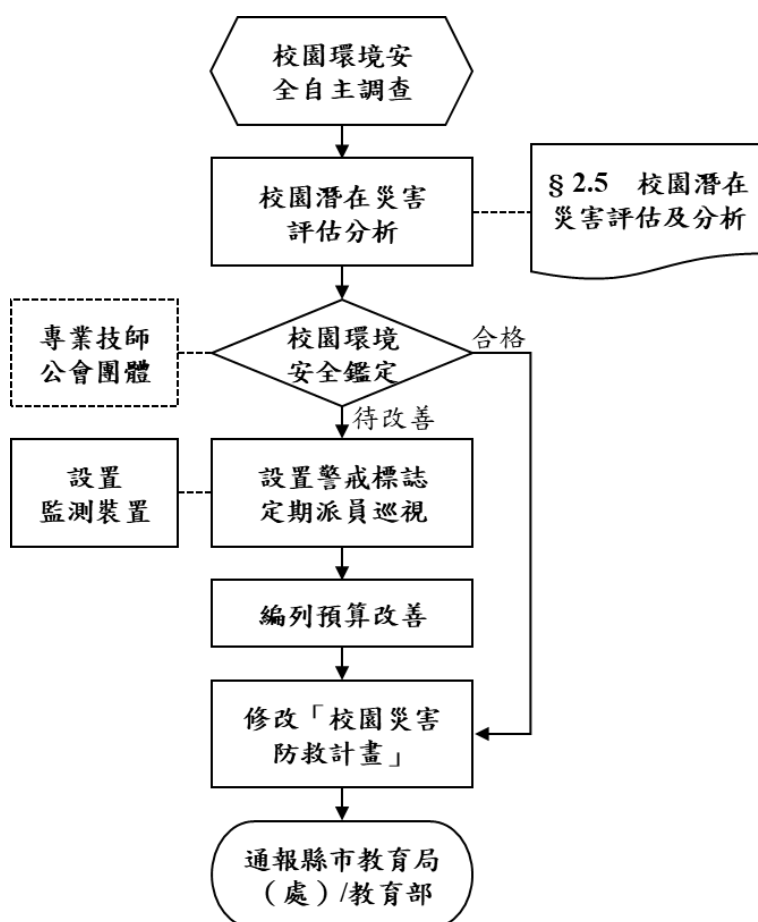 校園環境安
全自主調查
校園潛在災害
評估分析
§ 2.5 校園潛在
災害評估及分析
專業技師
公會團體
校園環境
安全鑑定
合格
待改善
設置
監測裝置
設置警戒標誌
定期派員巡視
編列預算改善
修改「校園災害
防救計畫」
通報縣市教育局
（處）/教育部